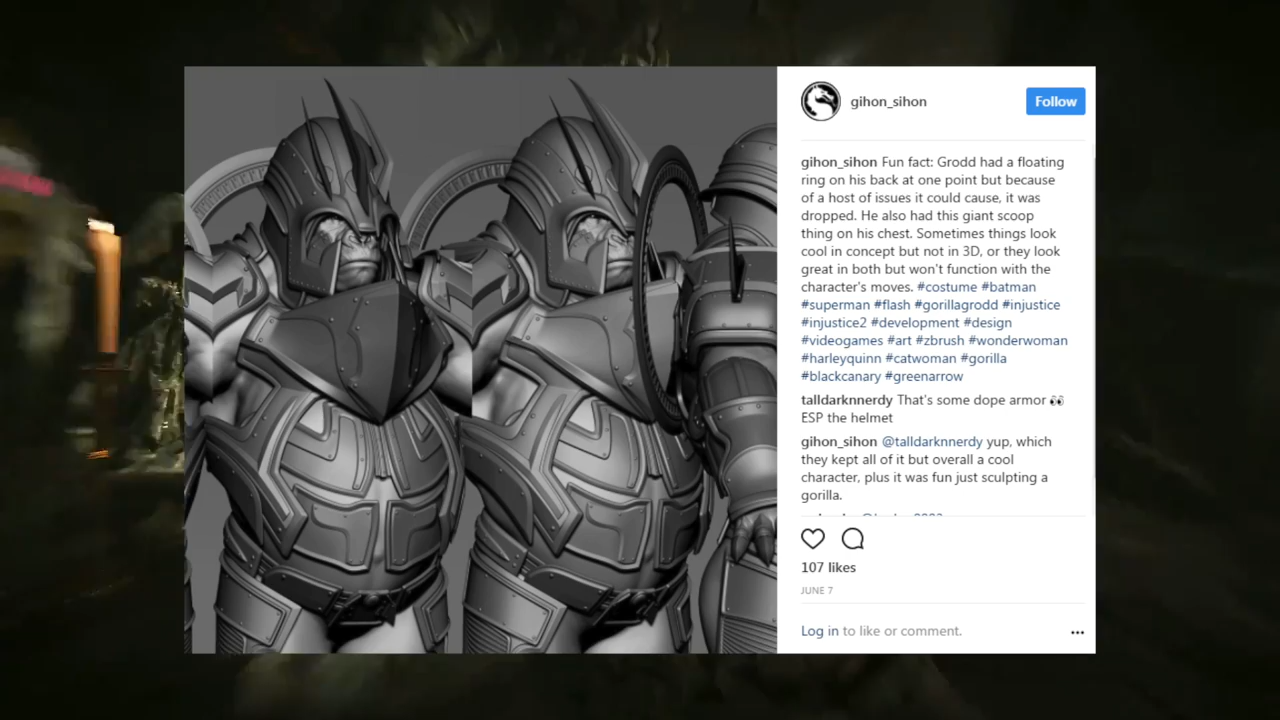 gihon_sihon
Follow
gihon_sihon Fun fact: Grodd had a floating
ring on his back at one point but because
of a host of issues it could cause, it was
dropped. He also had this giant scoop
thing on his chest. Sometimes things look
cool in concept but not in 3D, or they look
great in both but won't function with the
character's moves. #costume #batman
#superman #flash #gorillagrodd #injustice
#injustice2 #development #design
#videogames #art #zbrush #wonderwoman
#harleyquinn #catwoman #gorilla
#blackcanary #greenarrow
talldarknnerdy That's some dope armor 👀
ESP the helmet
gihon_sihon @talldarknnerdy yup, which
they kept all of it but overall a cool
character, plus it was fun just sculpting a
gorilla.
107 likes
JUNE 7
Log in to like or comment.